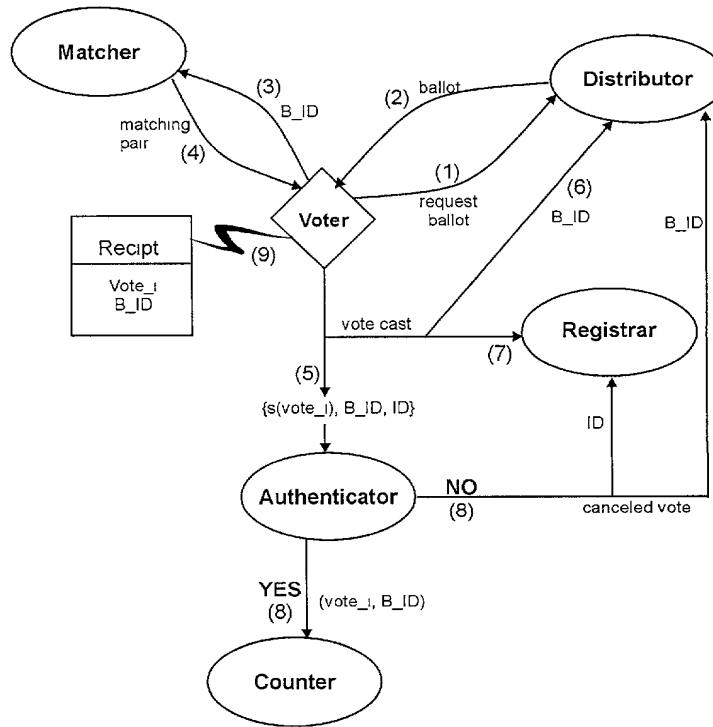 Matcher
(3)
B_ID
(2)
ballot
Distributor
matching
pair
(4)
(1)
request
ballot
(6)
B_ID
B_ID
Voter
Recipt
Vote_i
B_ID
(9)
vote cast
(7)
Registrar
(5)
{s(vote_i), B_ID, ID}
ID
Authenticator
NO
(8)
canceled vote
YES
(8)
(vote_i, B_ID)
Counter